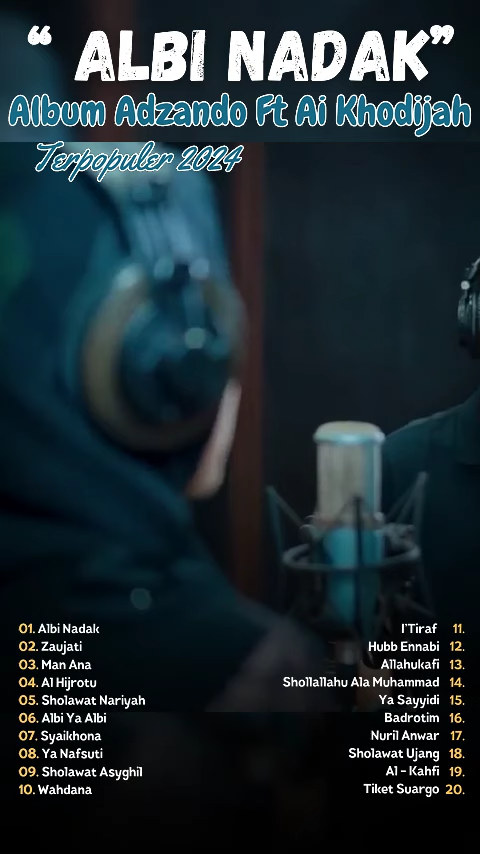 “ ALBI NADAK”
Album Adzando Ft Ai Khodijah
Terpopuler 2024
01. Albi Nadak
02. Zaujati
03. Man Ana
04. Al Hijrotu
05. Sholawat Nariyah
06. Albi Ya Albi
07. Syaikhona
08. Ya Nafsuti
09. Sholawat Asyghil
10. Wahdana
I'Tiraf 11.
Hubb Ennabi 12.
Allahukafi 13.
Shollallahu Ala Muhammad 14.
Ya Sayyidi 15.
Badrotim 16.
Nuril Anwar 17.
Sholawat Ujang 18.
Al - Kahfi 19.
Tiket Suargo 20.